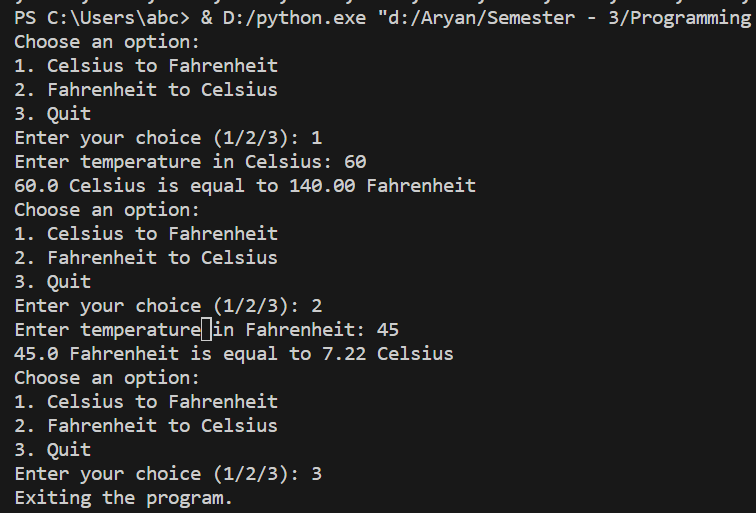 PS C:\Users\abc> & D:/python.exe "d:/Aryan/Semester - 3/Programming
Choose an option:
1. Celsius to Fahrenheit
2. Fahrenheit to Celsius
3. Quit
Enter your choice (1/2/3): 1
Enter temperature in Celsius: 60
60.0 Celsius is equal to 140.00 Fahrenheit
Choose an option:
1. Celsius to Fahrenheit
2. Fahrenheit to Celsius
3. Quit
Enter your choice (1/2/3): 2
Enter temperature in Fahrenheit: 45
45.0 Fahrenheit is equal to 7.22 Celsius
Choose an option:
1. Celsius to Fahrenheit
2. Fahrenheit to Celsius
3. Quit
Enter your choice (1/2/3): 3
Exiting the program.